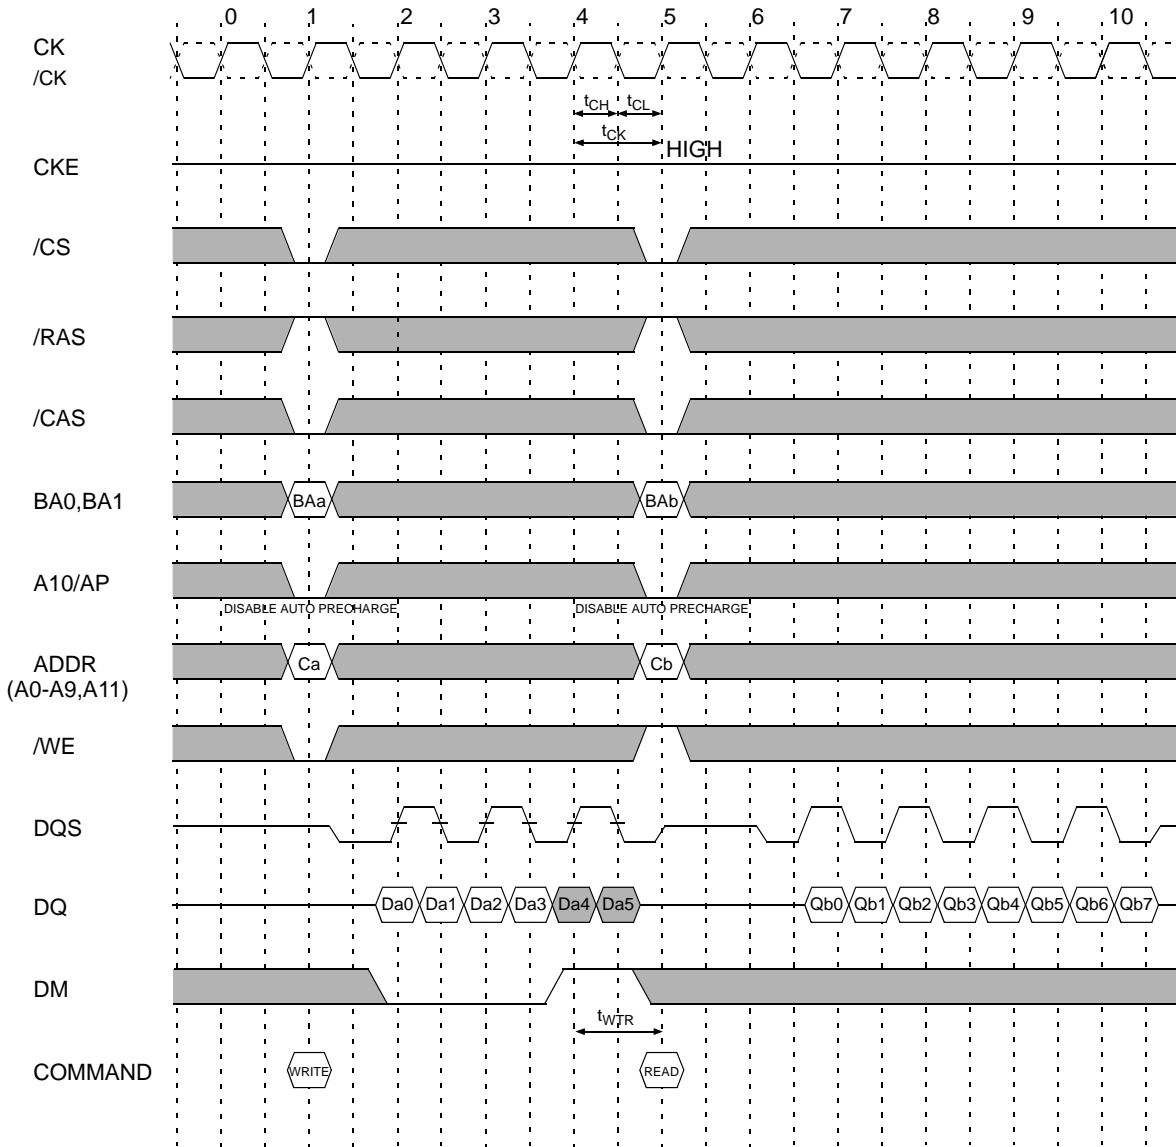 0 1 2 3 4 5 6 7 8 9 10
CK
/CK
tCH tCL
tCK
HIGH
CKE
/CS
/RAS
/CAS
BA0,BA1 BAa BAb
A10/AP
DISABLE AUTO PRECHARGE DISABLE AUTO PRECHARGE
ADDR Ca Cb
(A0-A9,A11)
/WE
DQS
DQ Da0 Da1 Da2 Da3 Da4 Da5 Qb0 Qb1 Qb2 Qb3 Qb4 Qb5 Qb6 Qb7
DM
tWTR
COMMAND WRITE READ